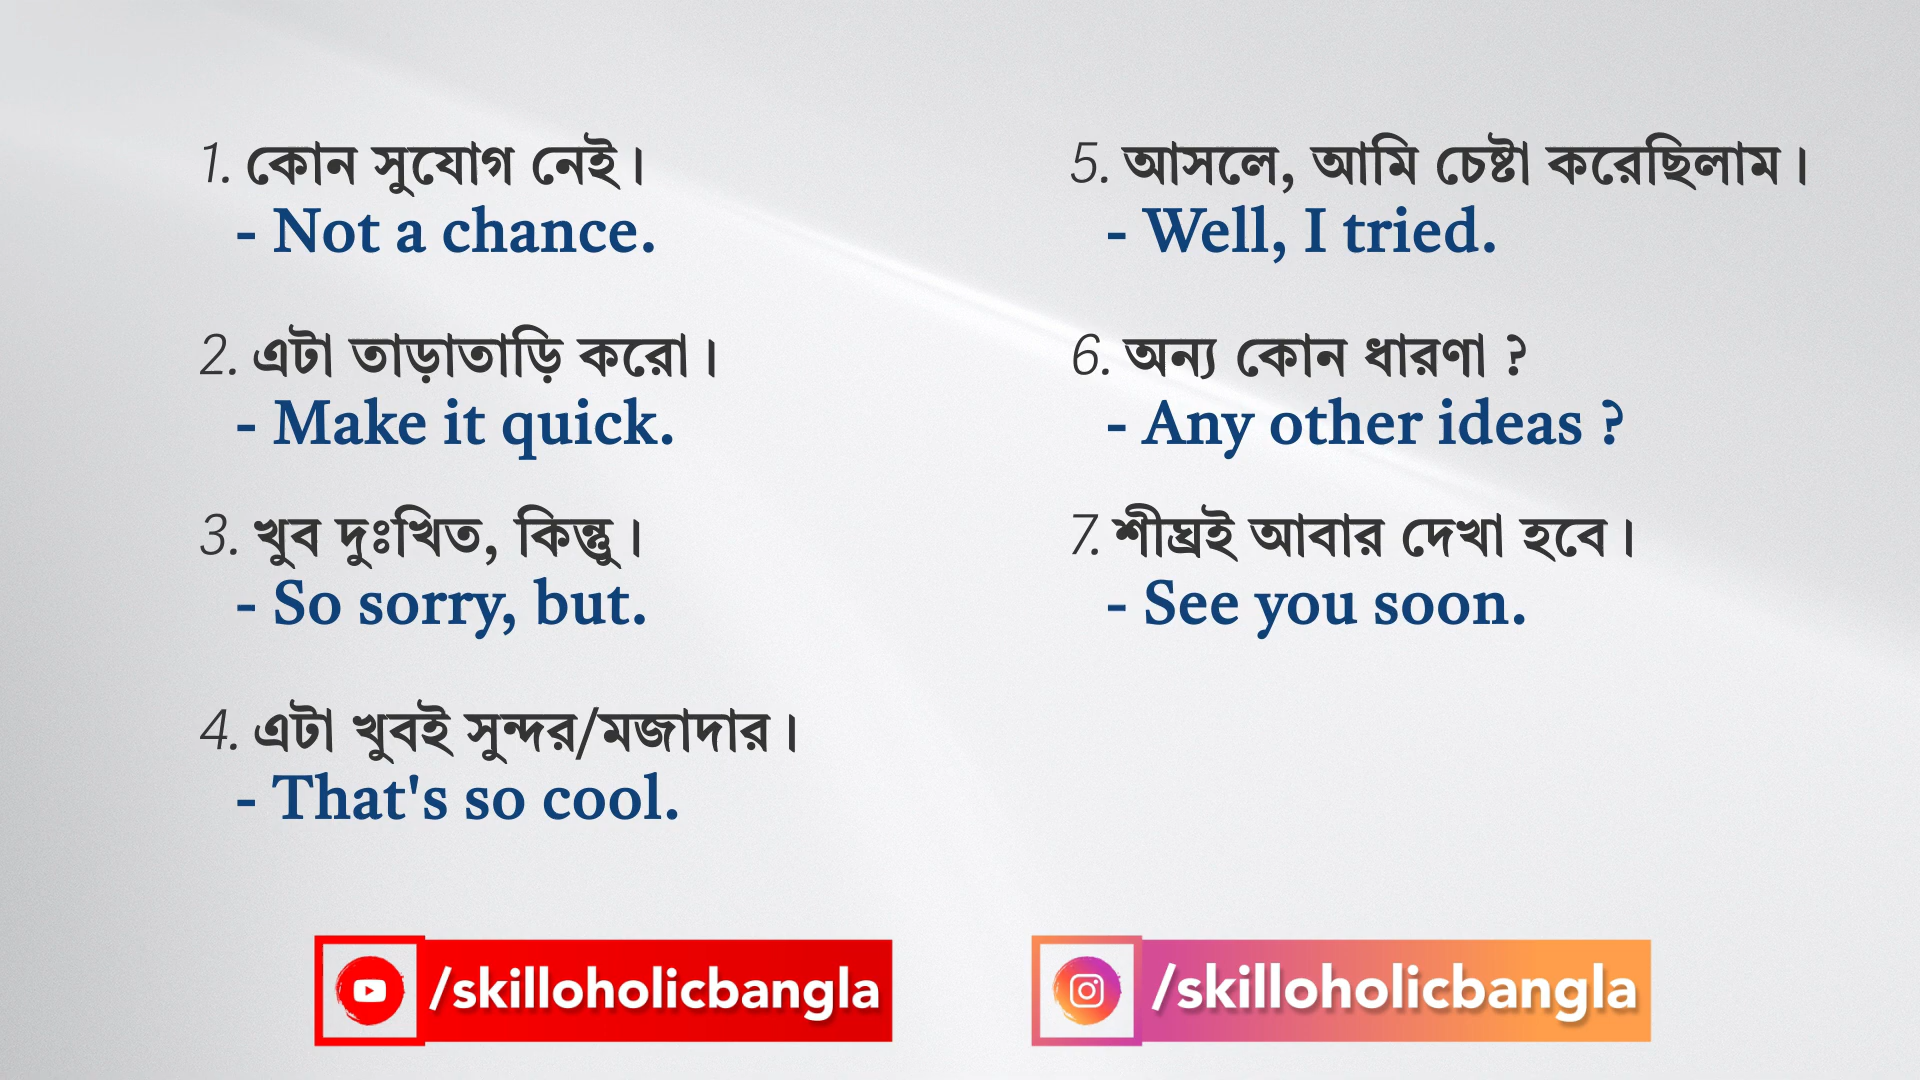 1. কোন সুযোগ নেই।
- Not a chance.
2. এটা তাড়াতাড়ি করো।
- Make it quick.
3. খুব দুঃখিত, কিন্তু।
- So sorry, but.
4. এটা খুবই সুন্দর/মজাদার।
- That's so cool.
5. আসলে, আমি চেষ্টা করেছিলাম।
- Well, I tried.
6. অন্য কোন ধারণা ?
- Any other ideas ?
7. শীঘ্রই আবার দেখা হবে।
- See you soon.
/skilloholicbangla
/skilloholicbangla